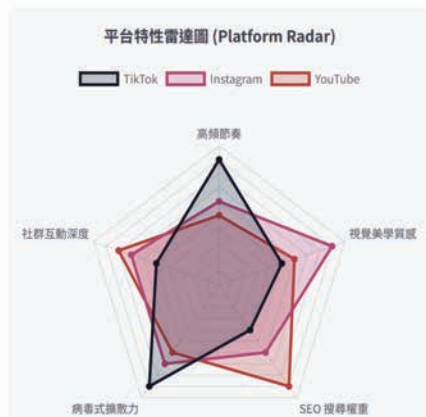 平台特性雷達圖 (Platform Radar)
TikTok Instagram YouTube
高頻節奏
社群互動深度 視覺美學質感
病毒式擴散力 SEO 搜尋權重